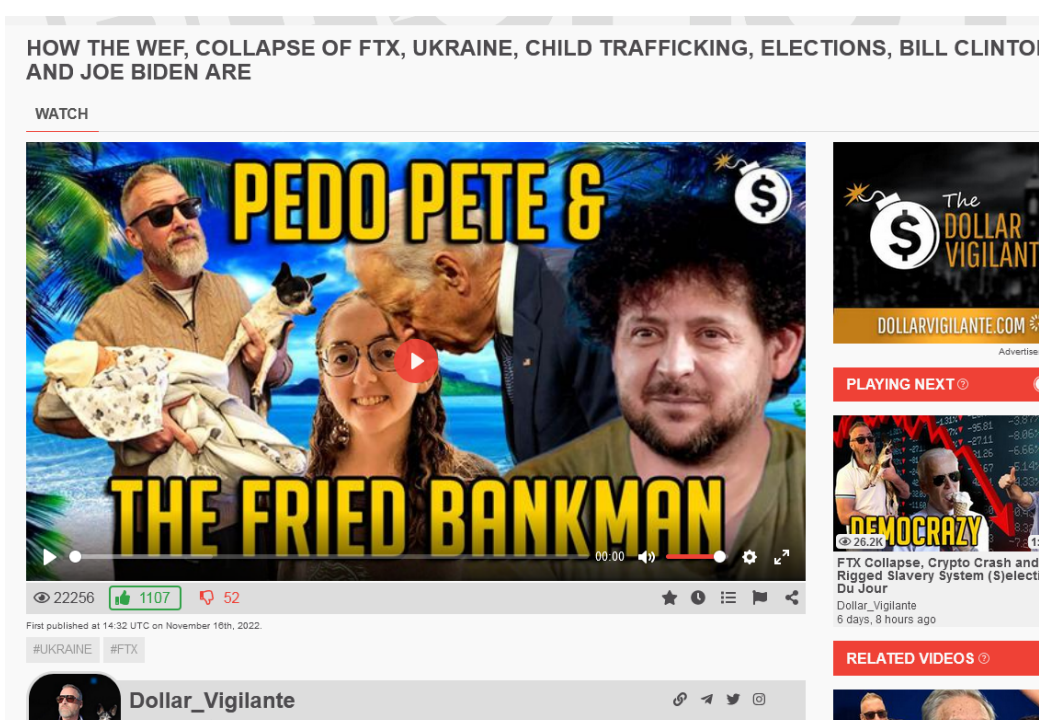 HOW THE WEF, COLLAPSE OF FTX, UKRAINE, CHILD TRAFFICKING, ELECTIONS, BILL CLINTO
AND JOE BIDEN ARE
WATCH
PEDO PETE &
$
THE FRIED BANKMAN
00:00
22256
1107
52
First published at 14:32 UTC on November 16th, 2022.
#UKRAINE
#FTX
Dollar_Vigilante
The
$
DOLLAR
VIGILANT
DOLLARVIGILANTE.COM
Advertise
PLAYING NEXT
DEMOCRAZY
26.2K
FTX Collapse, Crypto Crash and
Rigged Slavery System (S)elect
Du Jour
Dollar_Vigilante
6 days, 8 hours ago
RELATED VIDEOS